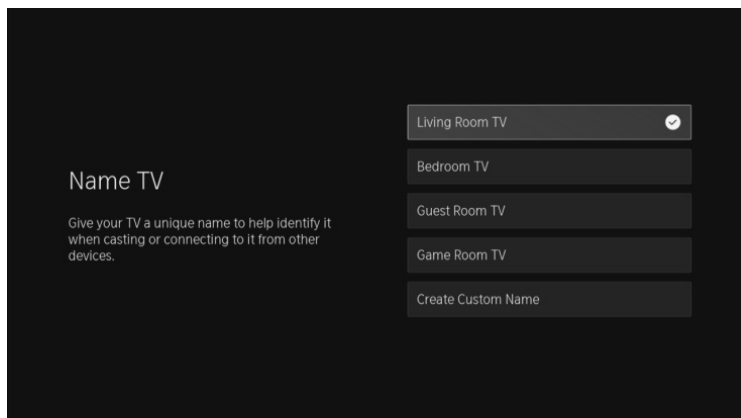 Name TV
Give your TV a unique name to help identify it
when casting or connecting to it from other
devices.
Living Room TV
Bedroom TV
Guest Room TV
Game Room TV
Create Custom Name